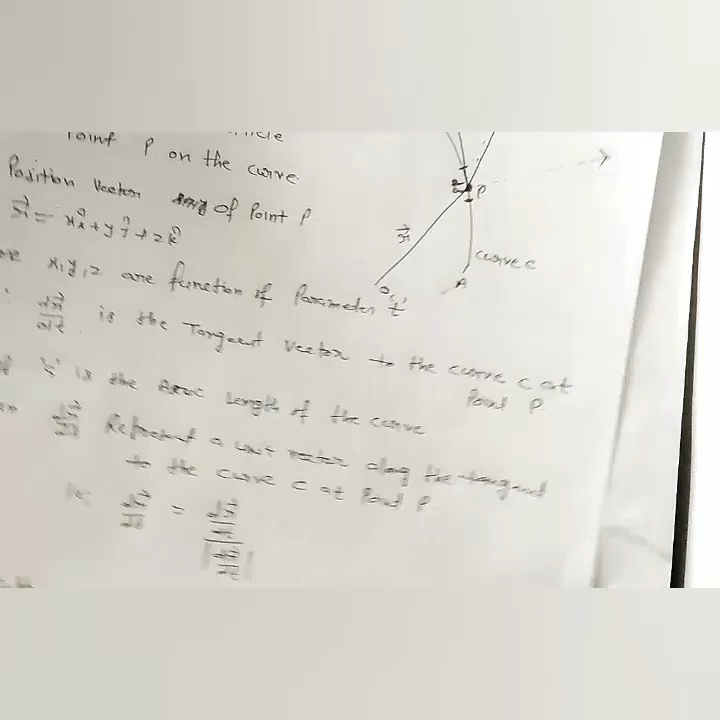 Point P on the curve.
Position Vector of Point P
r⃗ = xî + yĵ + zk̂
x, y, z are function of Parameter 't'
dr⃗/dt is the Tangent Vector to the curve C at
Point P
's' is the Arc Length of the curve
dr⃗/ds Represent a unit vector along the tangent
to the curve C at Point P.
ie: dr⃗/ds = (dr⃗/dt)/|dr⃗/dt|
P
r⃗
curve C
O
A